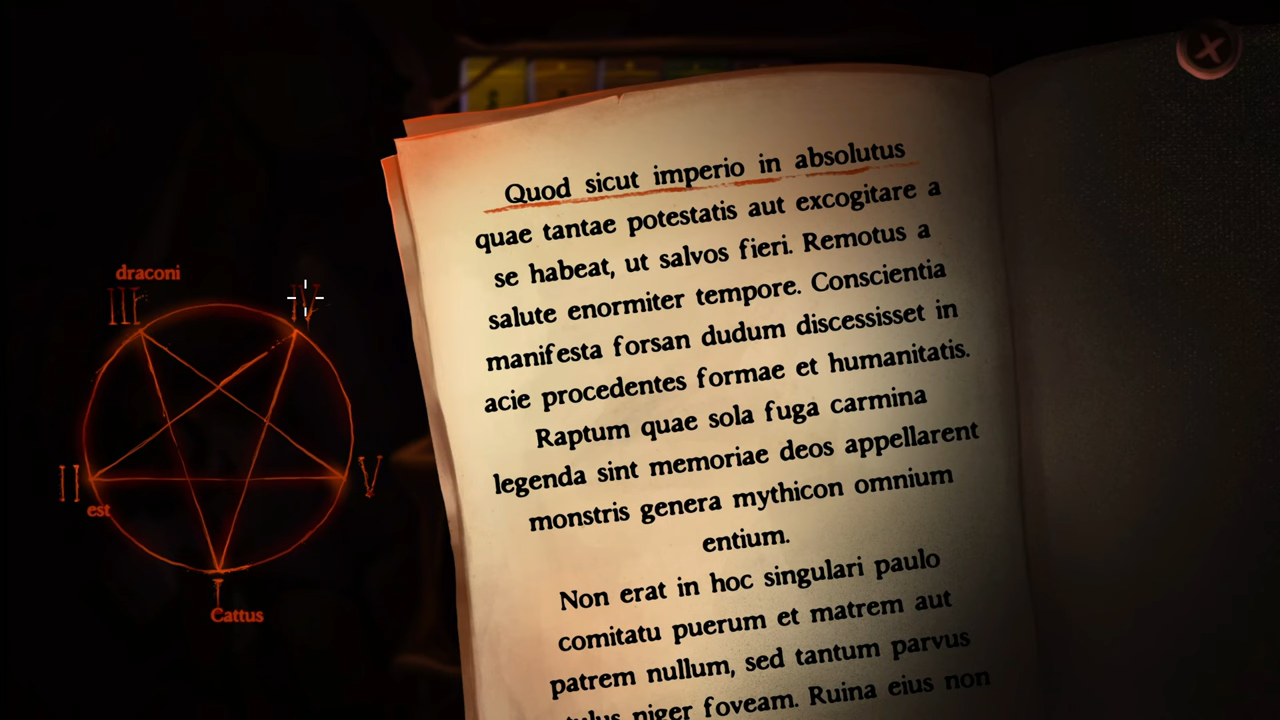 draconi
III
IV
II
V
est
I
Cattus
Quod sicut imperio in absolutus
quae tantae potestatis aut excogitare a
se habeat, ut salvos fieri. Remotus a
salute enormiter tempore. Conscientia
manifesta forsan dudum discessisset in
acie procedentes formae et humanitatis.
Raptum quae sola fuga carmina
legenda sint memoriae deos appellarent
monstris genera mythicon omnium
entium.
Non erat in hoc singulari paulo
comitatu puerum et matrem aut
patrem nullum, sed tantum parvus
niger foveam. Ruina eius non